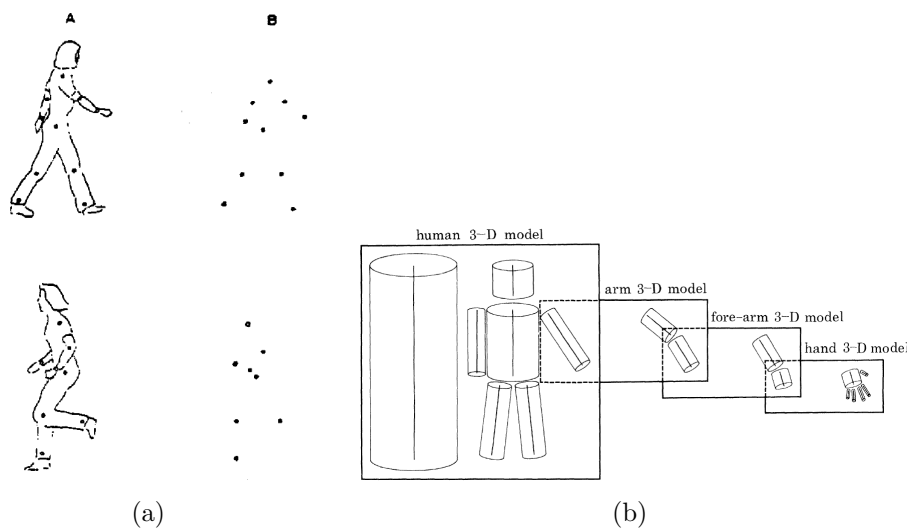 A B
human 3-D model
arm 3-D model
fore-arm 3-D model
hand 3-D model
(a) (b)